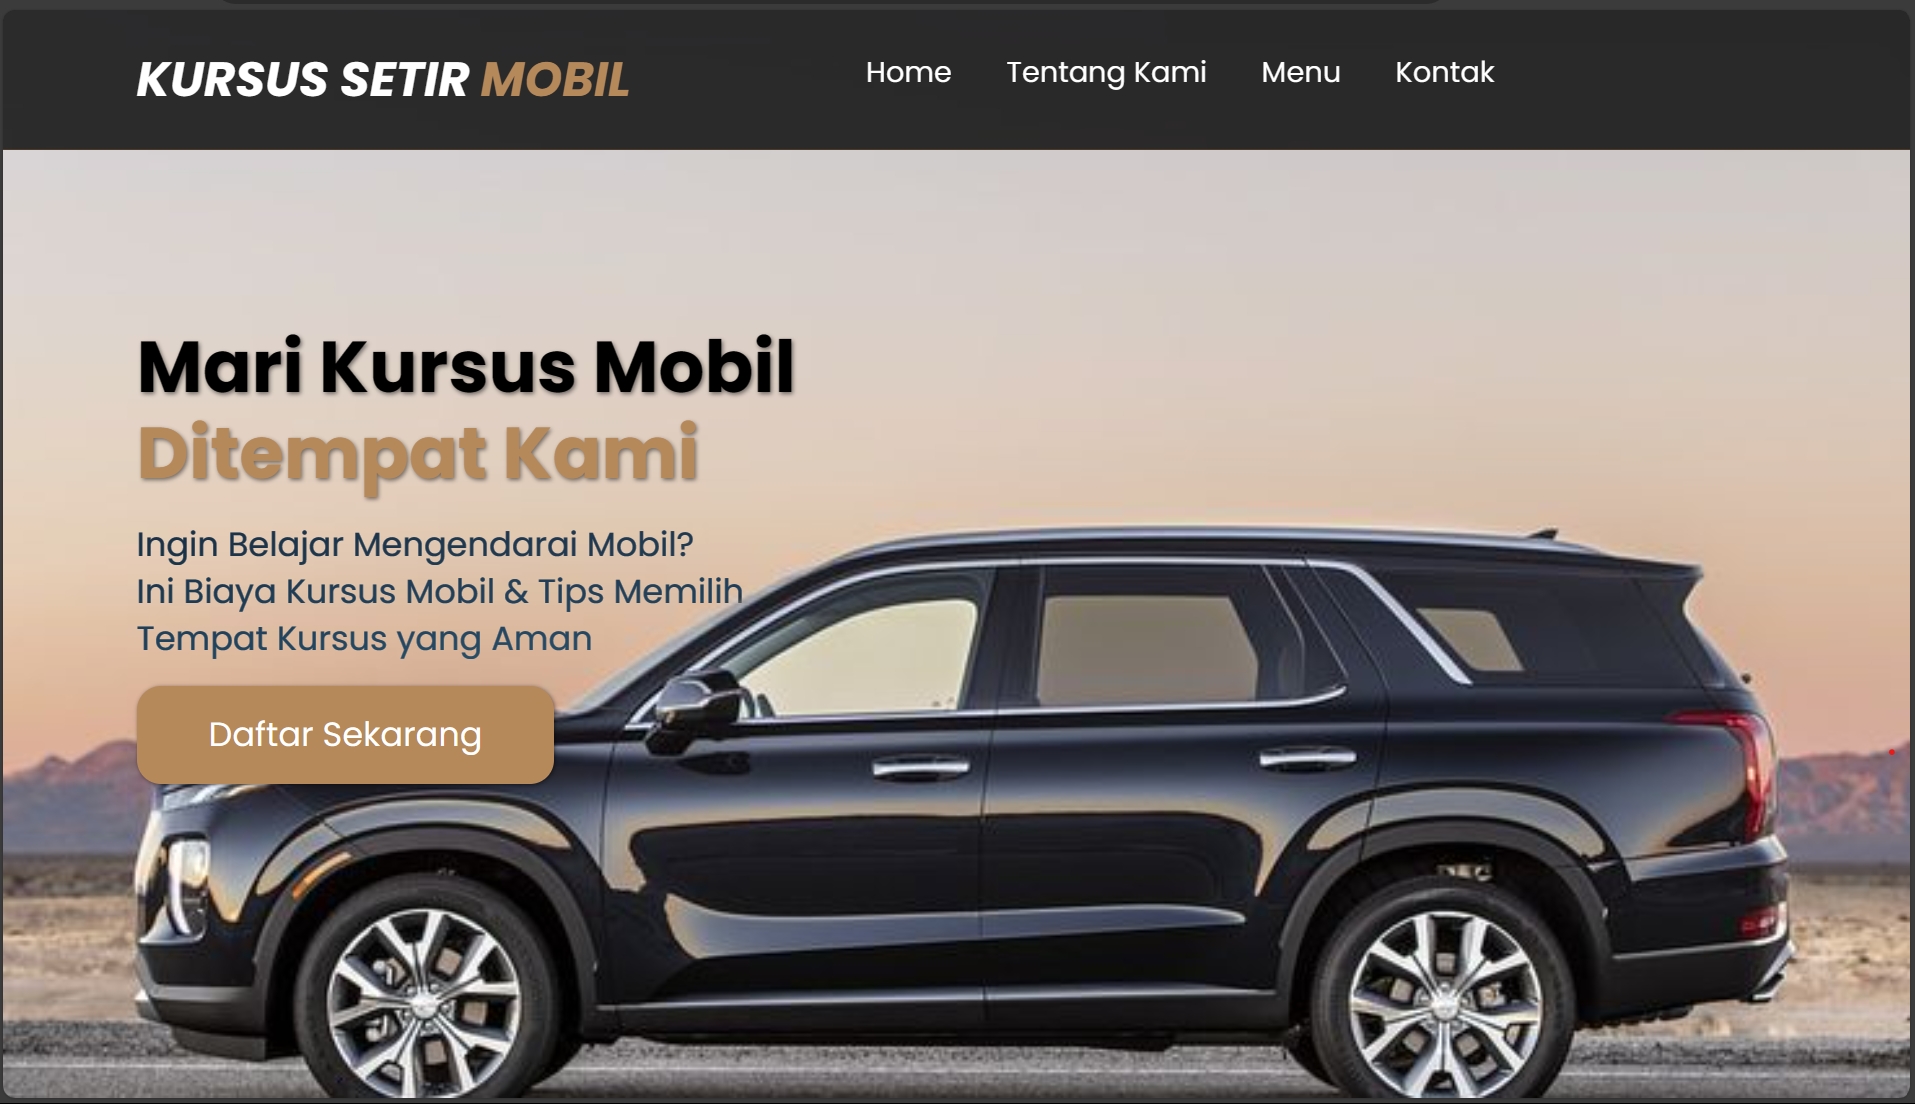 KURSUS SETIR MOBIL
Home Tentang Kami Menu Kontak
Mari Kursus Mobil
Ditempat Kami
Ingin Belajar Mengendarai Mobil?
Ini Biaya Kursus Mobil & Tips Memilih
Tempat Kursus yang Aman
Daftar Sekarang